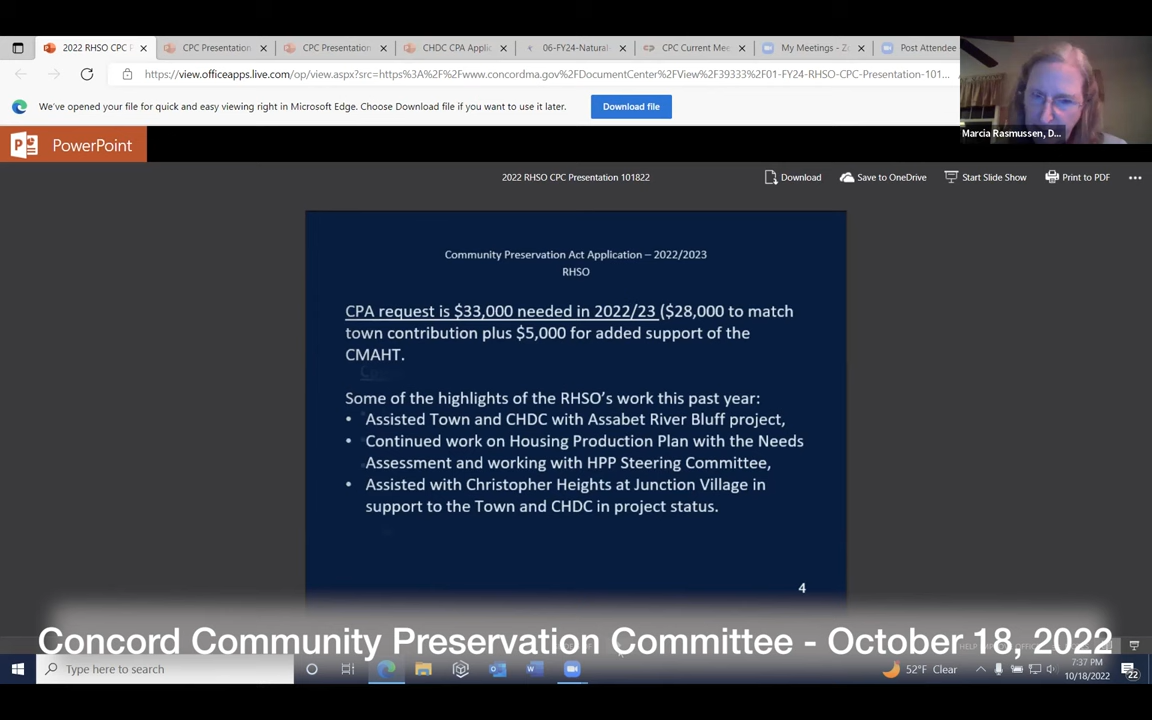 2022 RHSO CPC P
CPC Presentation
CPC Presentation
CHDC CPA Applic
06-FY24-Natural-
CPC Current Mee
My Meetings - Zo
Post Attendee
https://view.officeapps.live.com/op/view.aspx?src=https%3A%2F%2Fwww.concordma.gov%2FDocumentCenter%2FView%2F39333%2F01-FY24-RHSO-CPC-Presentation-101...
We've opened your file for quick and easy viewing right in Microsoft Edge. Choose Download file if you want to use it later.
Download file
Marcia Rasmussen, D...
PowerPoint
2022 RHSO CPC Presentation 101822
Download
Save to OneDrive
Start Slide Show
Print to PDF
Community Preservation Act Application – 2022/2023
RHSO
CPA request is $33,000 needed in 2022/23 ($28,000 to match
town contribution plus $5,000 for added support of the
CMAHT.
Some of the highlights of the RHSO's work this past year:
• Assisted Town and CHDC with Assabet River Bluff project,
• Continued work on Housing Production Plan with the Needs
Assessment and working with HPP Steering Committee,
• Assisted with Christopher Heights at Junction Village in
support to the Town and CHDC in project status.
4
Concord Community Preservation Committee - October 18, 2022
Type here to search
52°F Clear
7:37 PM
10/18/2022
22